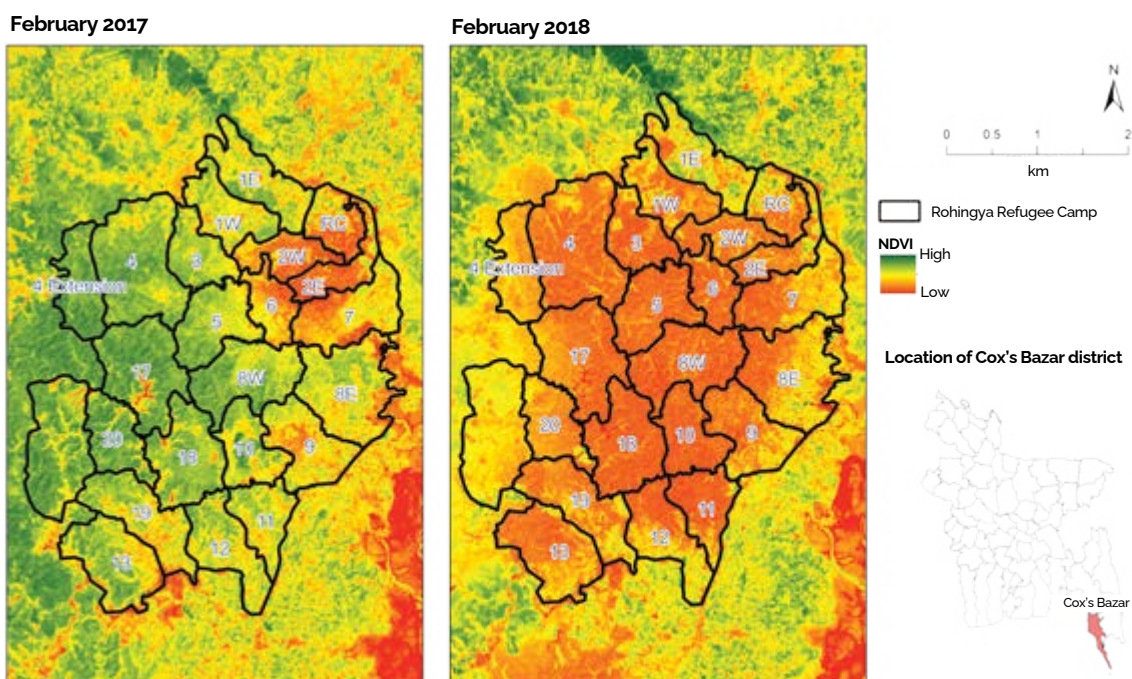 February 2017
1E
1W
RC
4
3
2W
4 Extension
2E
6
5
7
17
8W
8E
20
18
10
9
19
11
12
13
February 2018
1E
1W
RC
4
3
2W
4 Extension
2E
6
5
7
17
8W
8E
20
18
10
9
19
11
12
13
N
0 0.5 1 2
km
Rohingya Refugee Camp
NDVI
High
Low
Location of Cox's Bazar district
Cox's Bazar